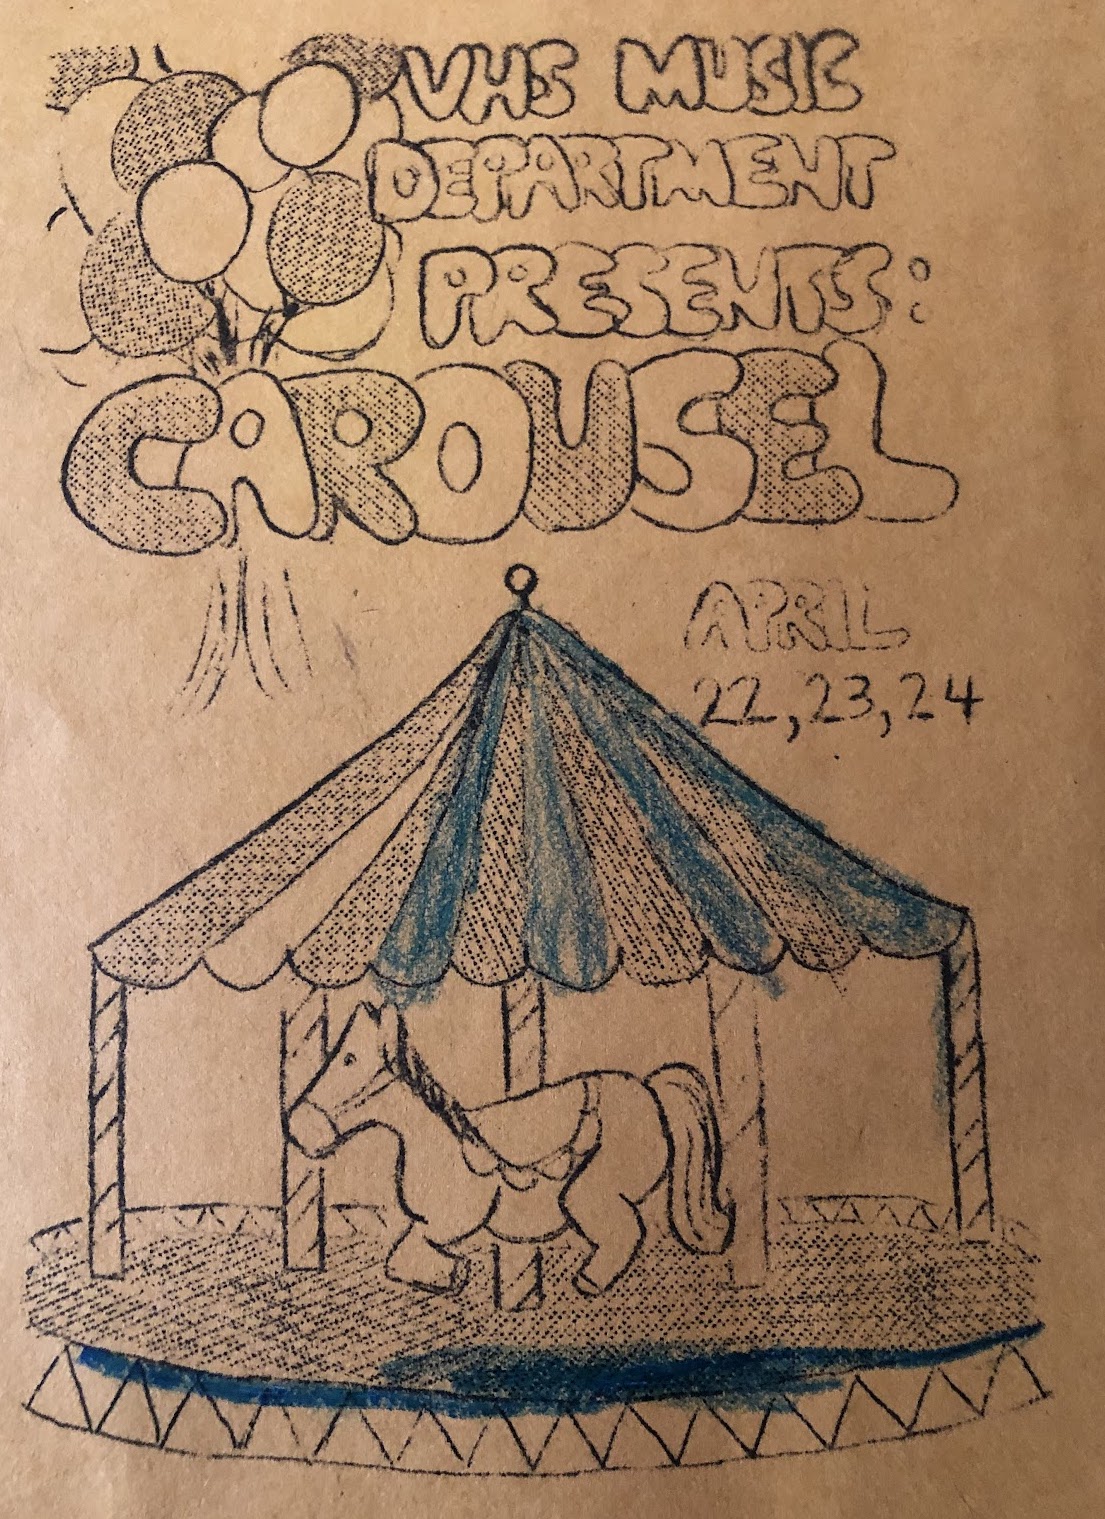 VHS MUSIC
DEPARTMENT
PRESENTS:
CAROUSEL
APRIL
22, 23, 24